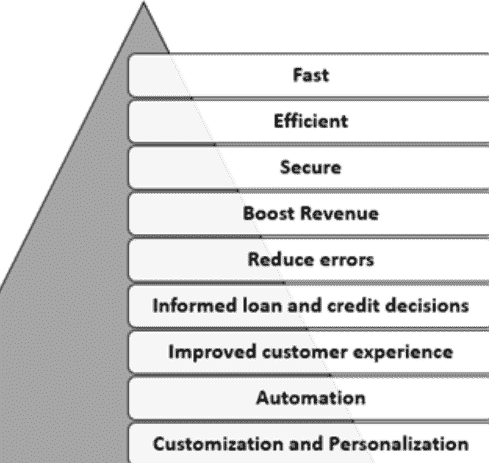 Fast
Efficient
Secure
Boost Revenue
Reduce errors
Informed loan and credit decisions
Improved customer experience
Automation
Customization and Personalization